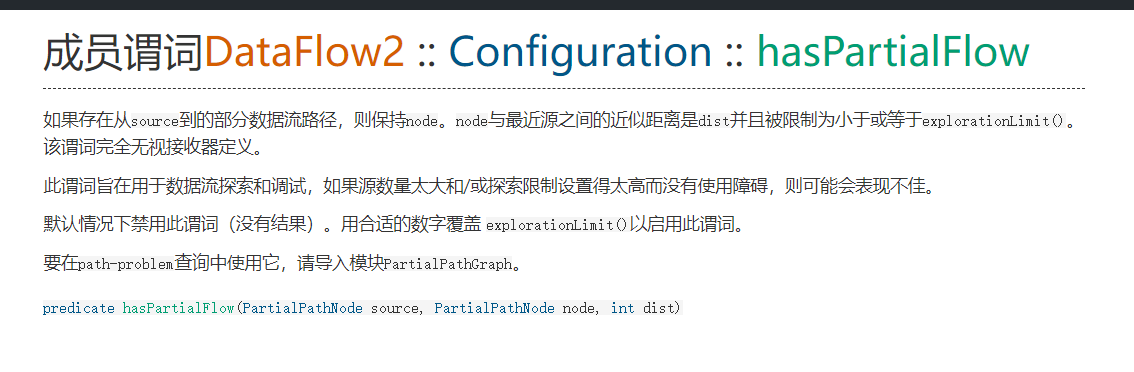 成员谓词DataFlow2 :: Configuration :: hasPartialFlow
如果存在从source到的部分数据流路径，则保持node。node与最近源之间的近似距离是dist并且被限制为小于或等于explorationLimit()。
该谓词完全无视接收器定义。
此谓词旨在用于数据流探索和调试，如果源数量太大和/或探索限制设置得太高而没有使用障碍，则可能会表现不佳。
默认情况下禁用此谓词（没有结果）。用合适的数字覆盖 explorationLimit()以启用此谓词。
要在path-problem查询中使用它，请导入模块PartialPathGraph。
predicate hasPartialFlow(PartialPathNode source, PartialPathNode node, int dist)